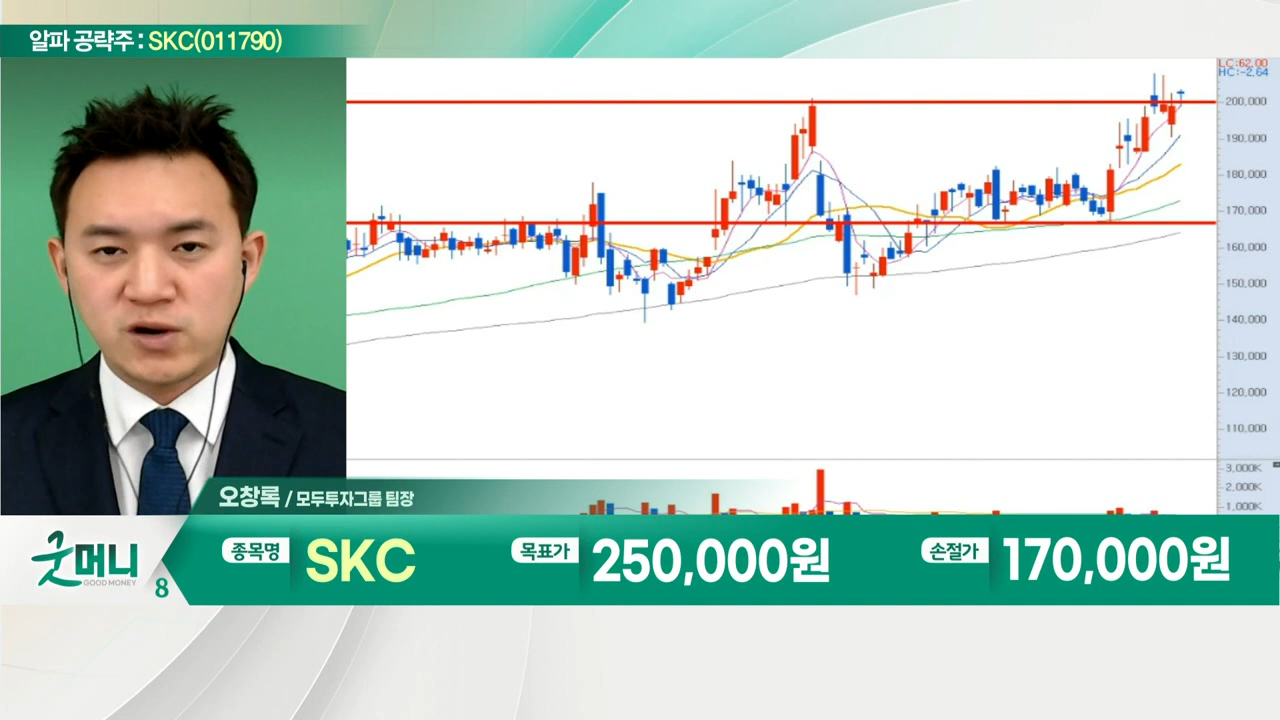 알파 공략주 : SKC(011790)
LC:62.00
HC:-2.64
200,000
190,000
180,000
170,000
160,000
150,000
140,000
130,000
120,000
110,000
3,000K
2,000K
1,000K
오창록 / 모두투자그룹 팀장
굿머니
GOOD MONEY
8
종목명 SKC 목표가 250,000원 손절가 170,000원